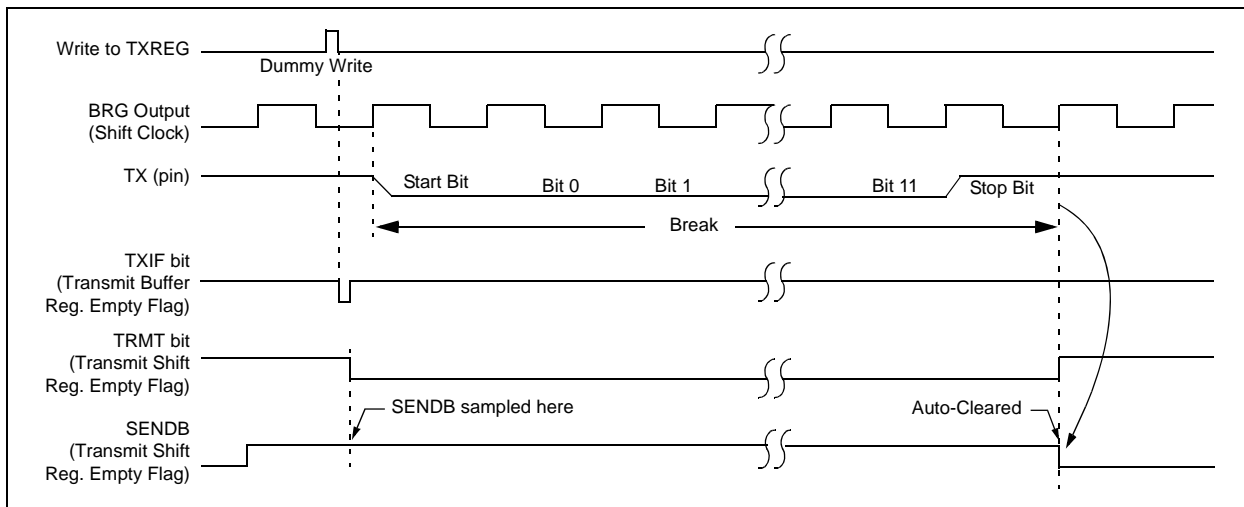 Write to TXREG
Dummy Write
BRG Output
(Shift Clock)
TX (pin)
Start Bit
Bit 0
Bit 1
Bit 11
Stop Bit
Break
TXIF bit
(Transmit Buffer
Reg. Empty Flag)
TRMT bit
(Transmit Shift
Reg. Empty Flag)
SENDB sampled here
Auto-Cleared
SENDB
(Transmit Shift
Reg. Empty Flag)